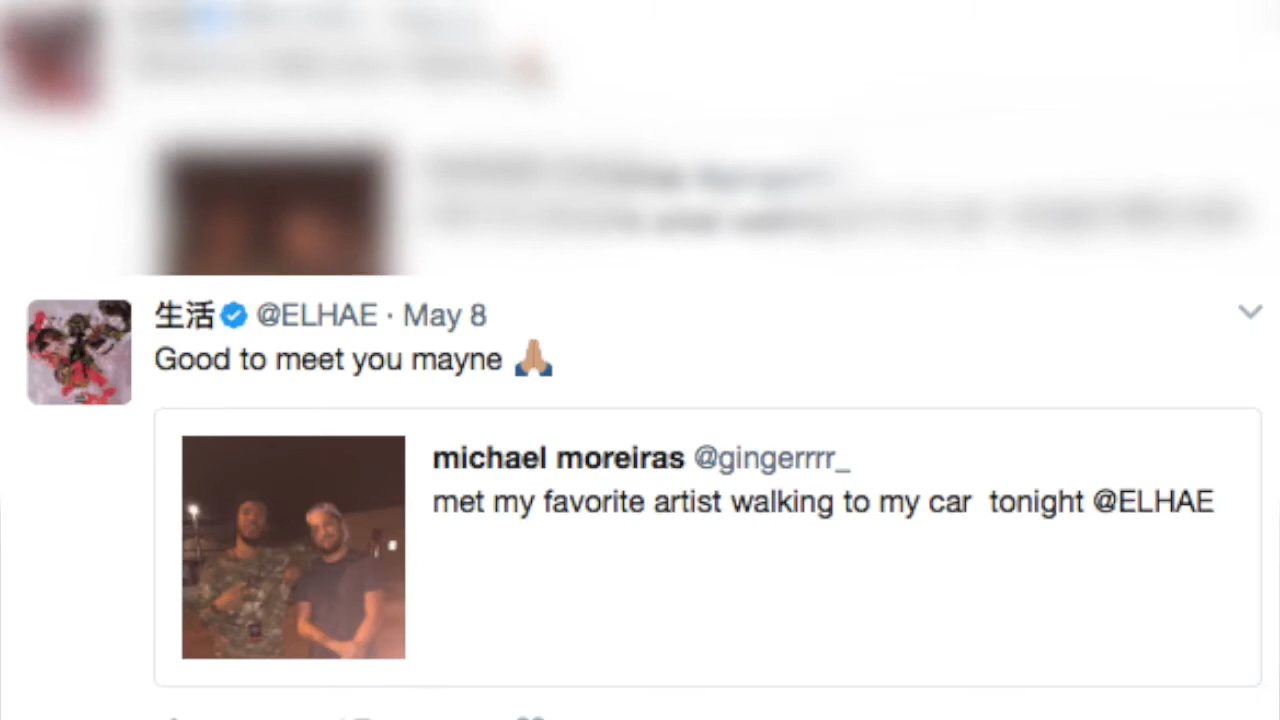 生活 @ELHAE · May 8
Good to meet you mayne 🙏🏽
michael moreiras @gingerrrr_
met my favorite artist walking to my car  tonight @ELHAE